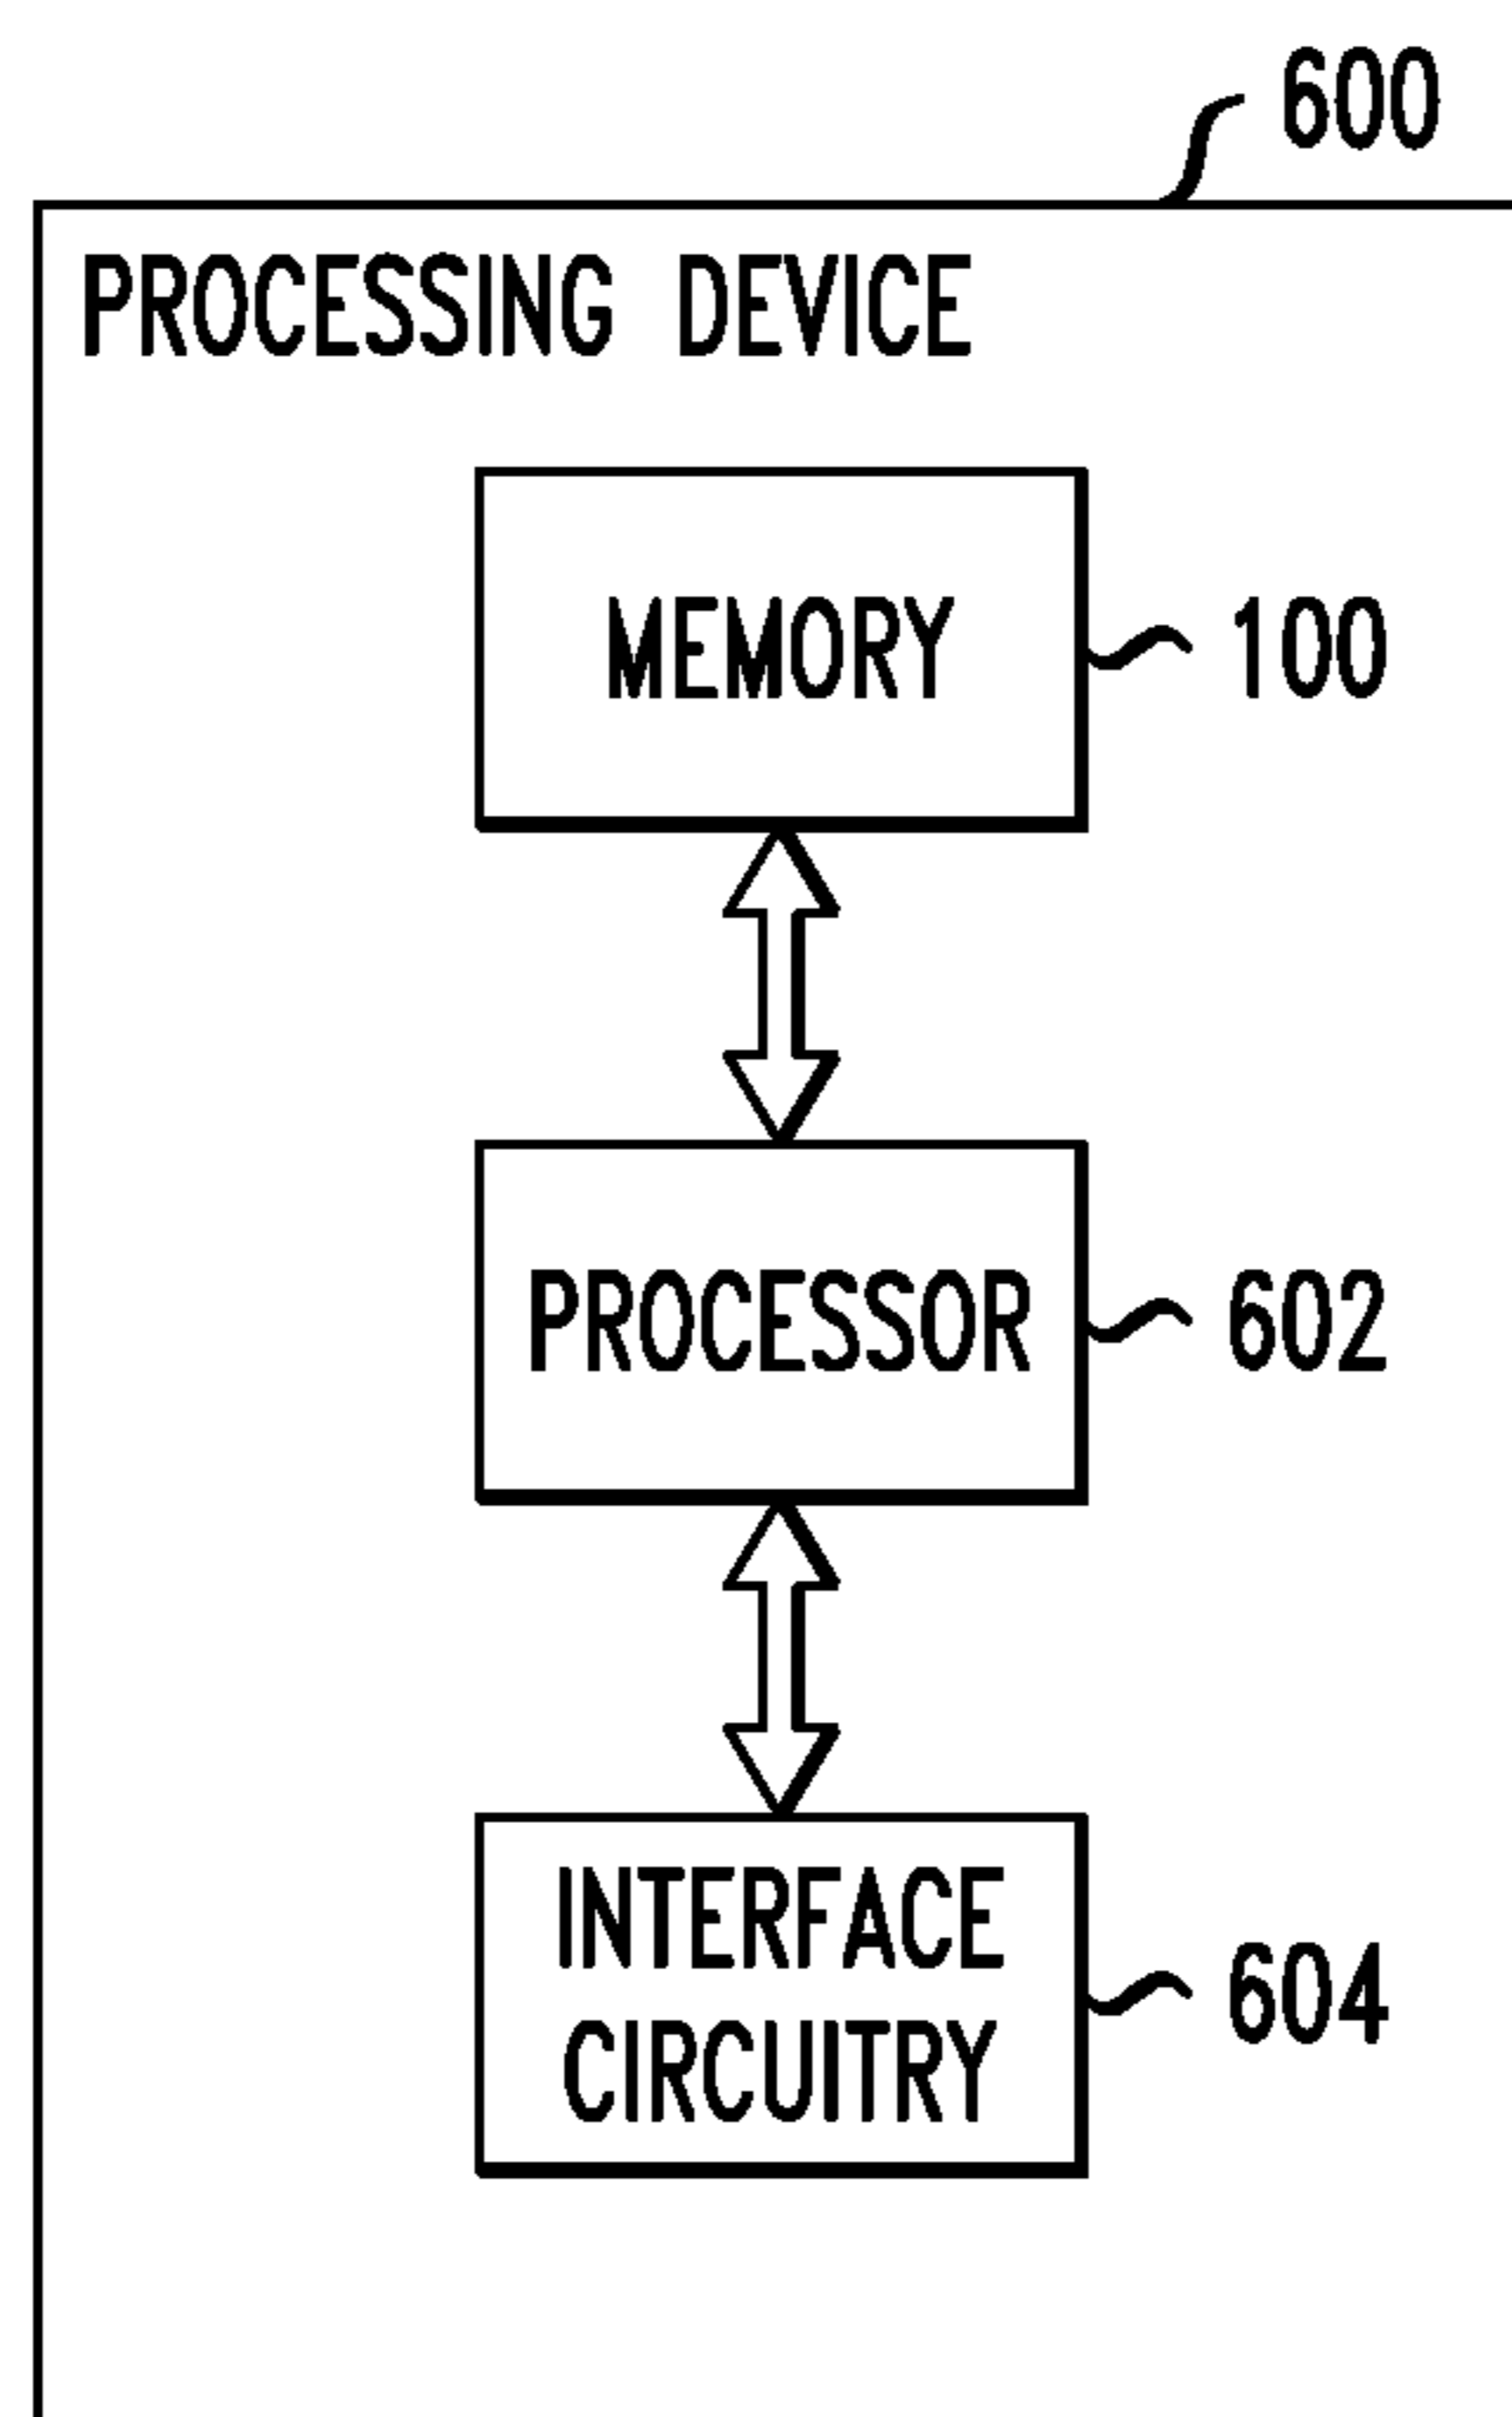 600
PROCESSING DEVICE
MEMORY
100
PROCESSOR
602
INTERFACE
CIRCUITRY
604